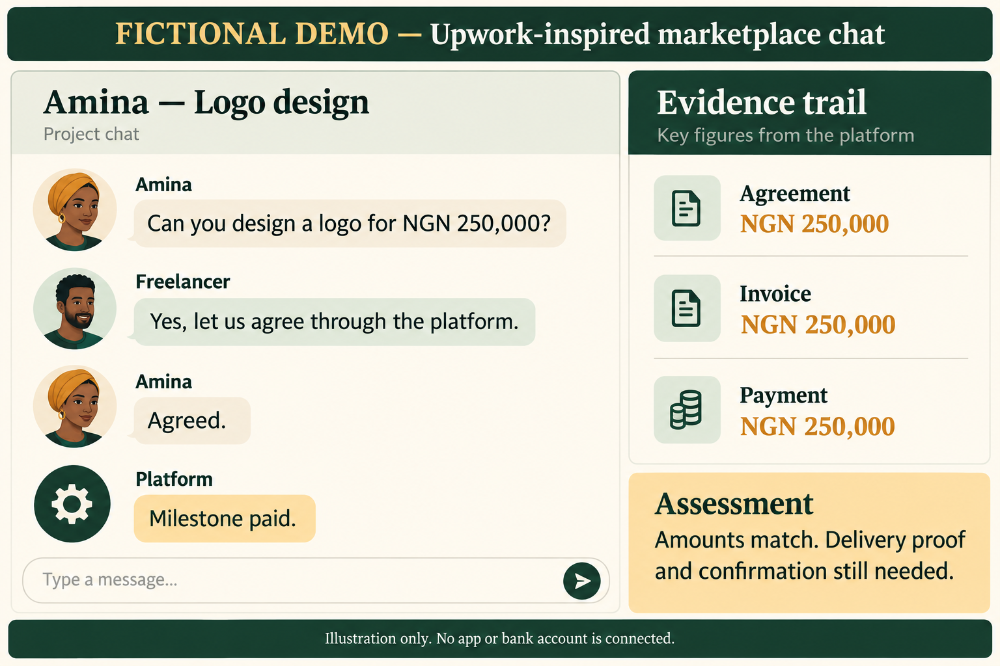 FICTIONAL DEMO — Upwork-inspired marketplace chat
Amina — Logo design
Project chat
Amina
Can you design a logo for NGN 250,000?
Freelancer
Yes, let us agree through the platform.
Amina
Agreed.
Platform
Milestone paid.
Type a message...
Evidence trail
Key figures from the platform
Agreement
NGN 250,000
Invoice
NGN 250,000
Payment
NGN 250,000
Assessment
Amounts match. Delivery proof
and confirmation still needed.
Illustration only. No app or bank account is connected.